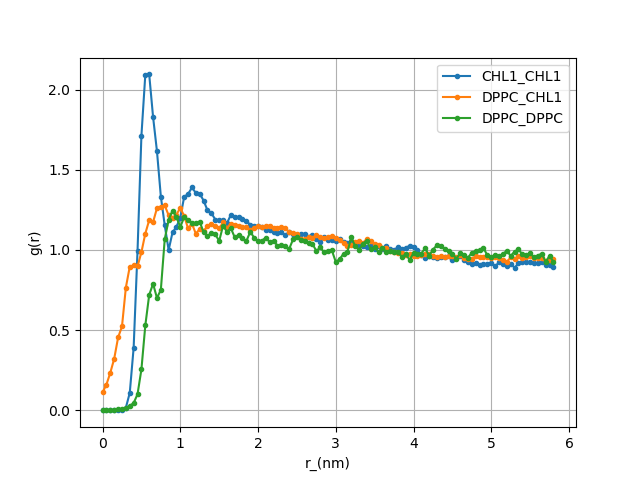 CHL1_CHL1
DPPC_CHL1
DPPC_DPPC
2.0
1.5
1.0
0.5
0.0
g(r)
0 1 2 3 4 5 6
r_(nm)